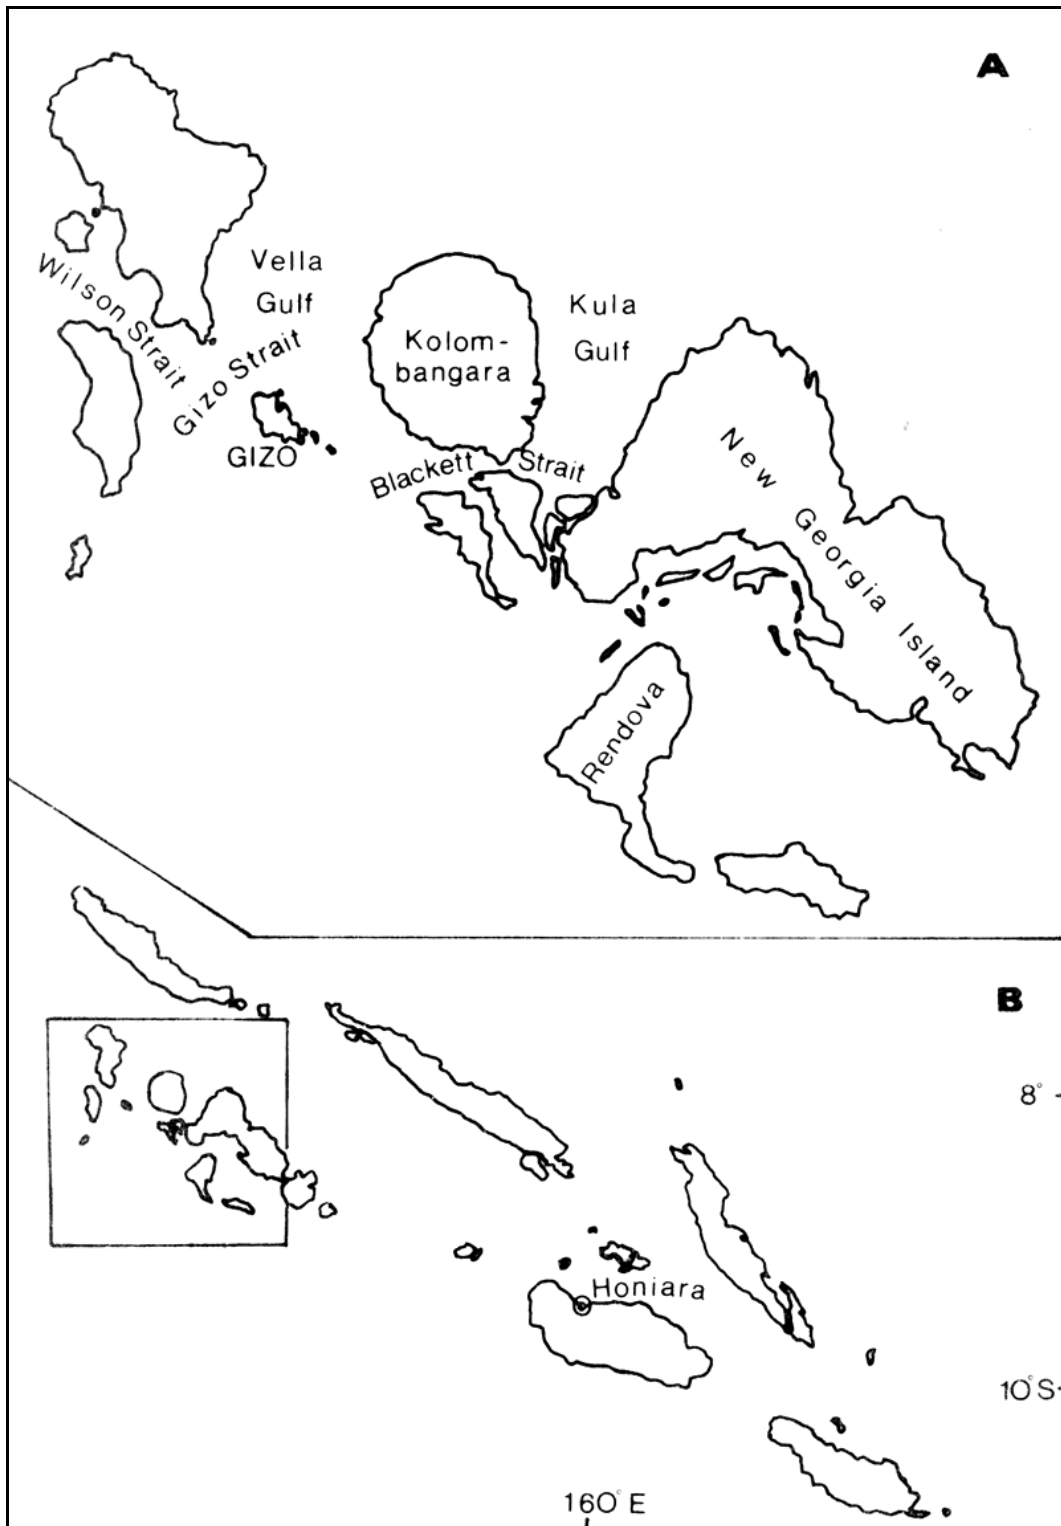 A
Vella
Gulf
Wilson Strait
Gizo Strait
GIZO
Kolom-
bangara
Kula
Gulf
Blackett Strait
New Georgia Island
Rendova
B
8°
Honiara
10°S
160°E